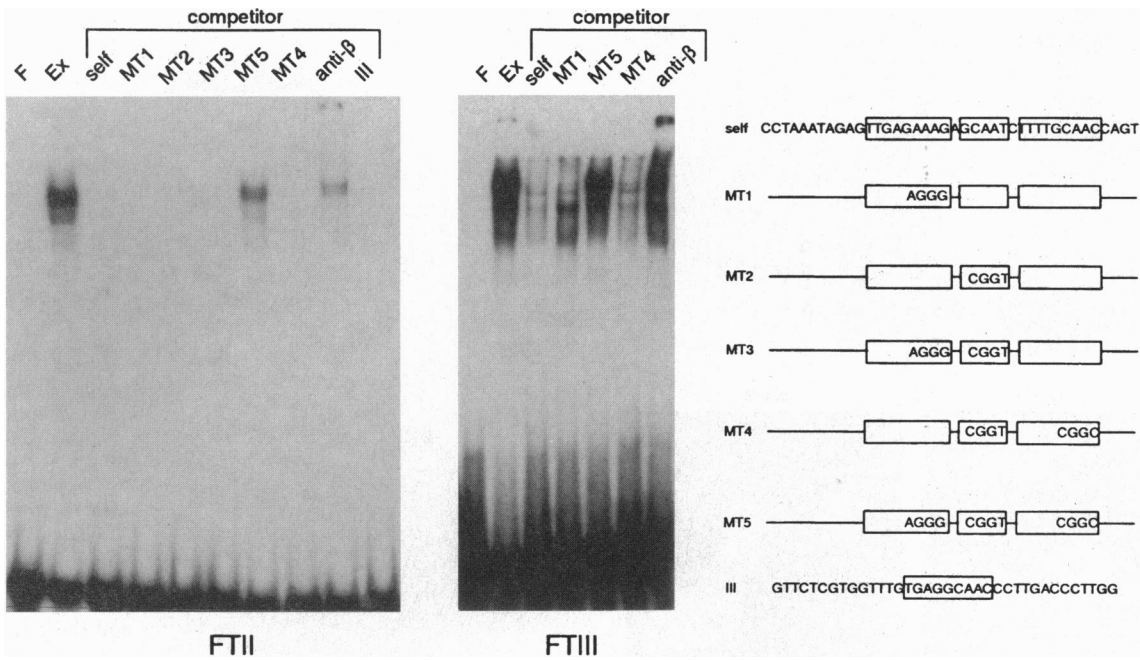 competitor
F Ex self MT1 MT2 MT3 MT5 MT4 anti-β III
FTII
competitor
F Ex self MT1 MT5 MT4 anti-β
FTIII
self CCTAAATAGAGTTGAGAAAGAGCAATCTTTTGCAACCAGT
MT1 AGGG
MT2 CGGT
MT3 AGGG CGGT
MT4 CGGT CGGC
MT5 AGGG CGGT CGGC
III GTTCTCGTGGTTTGTGAGGCAACCCTTGACCCTTGG